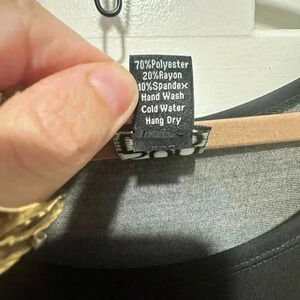 70%Polyester
20%Rayon
10%Spandex
Hand Wash
Cold Water
Hang Dry